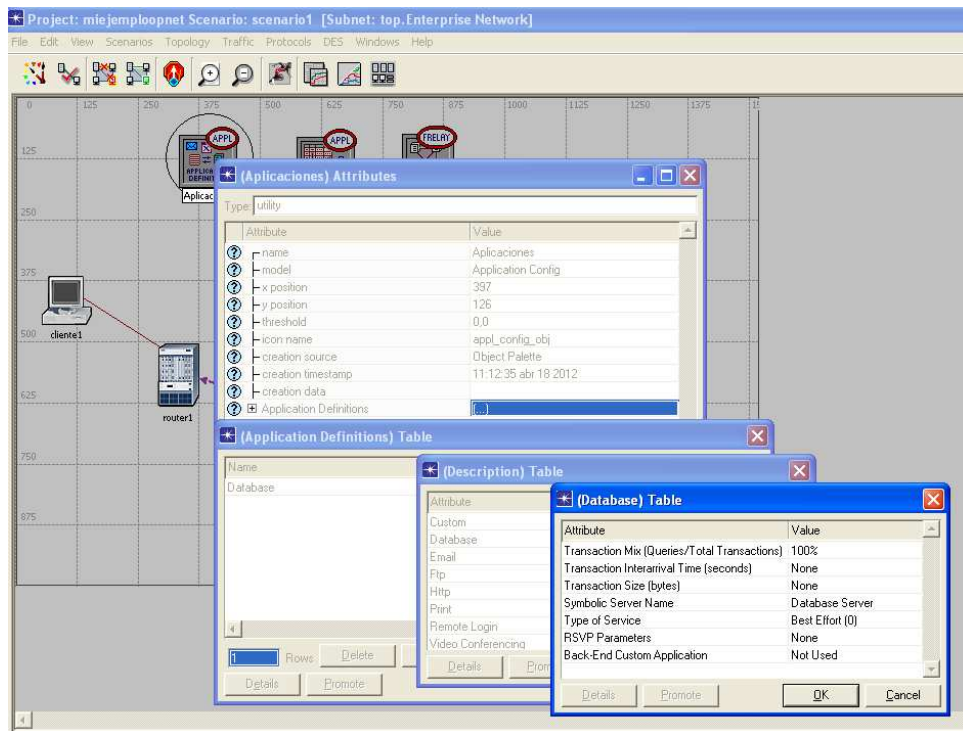 Project: miejemploopnet Scenario: scenario1 [Subnet: top.Enterprise Network]
File Edit View Scenarios Topology Traffic Protocols DES Windows Help
0 125 250 375 500 625 750 875 1000 1125 1250 1375
125
250
375
500
625
750
875
APPL
APPL
FRELAY
cliente1
router1
(Aplicaciones) Attributes
Type: utility
Attribute Value
name Aplicaciones
model Application Config
x position 397
y position 126
threshold 0,0
icon name appl_config_obj
creation source Object Palette
creation timestamp 11:12:35 abr 18 2012
creation data
Application Definitions (...)
(Application Definitions) Table
Name
Database
1 Rows Delete
Details Promote
(Description) Table
Attribute
Custom
Database
Email
Ftp
Http
Print
Remote Login
Video Conferencing
Details
(Database) Table
Attribute Value
Transaction Mix (Queries/Total Transactions) 100%
Transaction Interarrival Time (seconds) None
Transaction Size (bytes) None
Symbolic Server Name Database Server
Type of Service Best Effort (0)
RSVP Parameters None
Back-End Custom Application Not Used
Details Promote OK Cancel